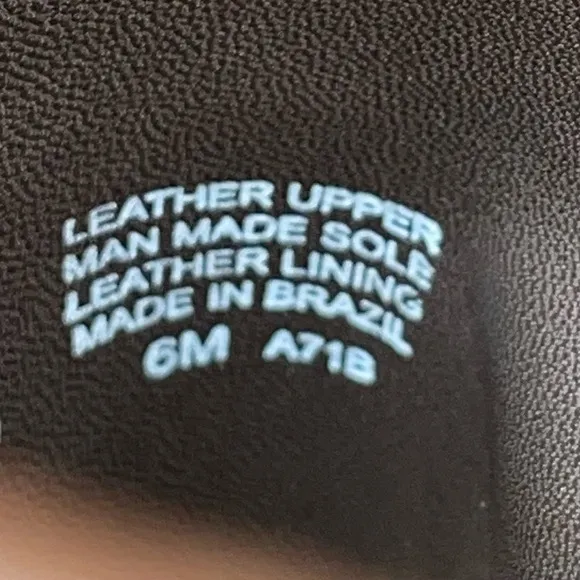 LEATHER UPPER
MAN MADE SOLE
LEATHER LINING
MADE IN BRAZIL
6M A71B